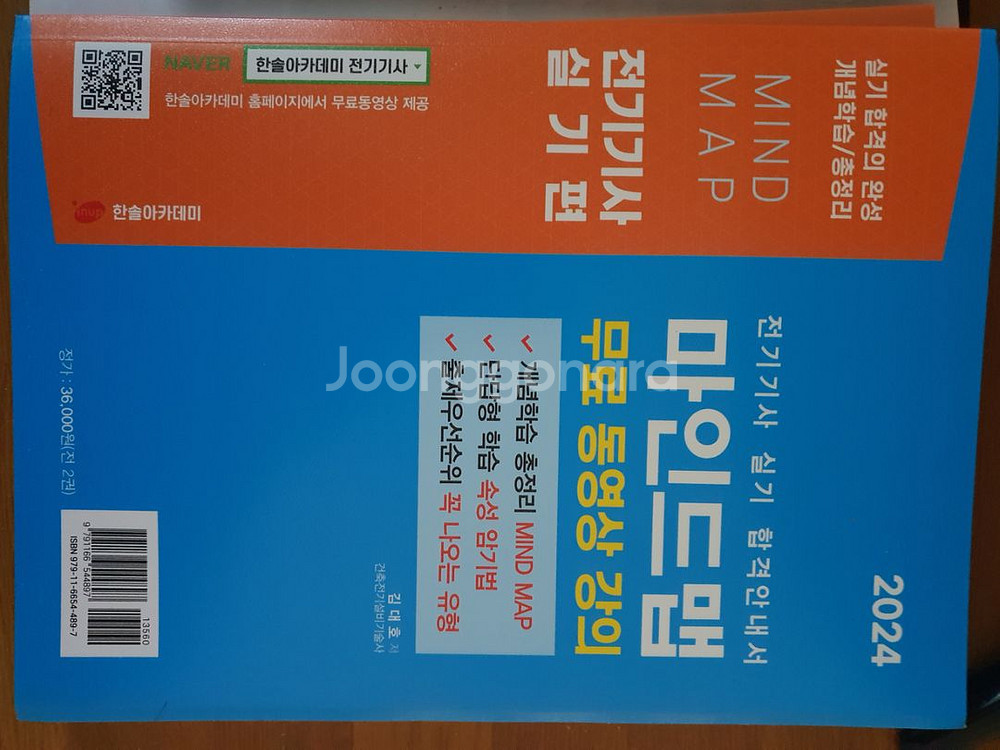 2024
실기 합격의 완성
개념학습/총정리
MIND
MAP
전기기사
실기편
전기기사 실기 합격안내서
마인드맵
무료 동영상 강의
개념학습 총정리 MIND MAP
단답형 학습 속성 암기법
출제우선순위 꼭 나오는 유형
김대호 저
건축전기설비기술사
NAVER 한솔아카데미 전기기사
한솔아카데미 홈페이지에서 무료동영상 제공
inup 한솔아카데미
정가 : 36,000원(전 2권)
13560
9 791166 544897
ISBN 979-11-6654-489-7
Joonggonara